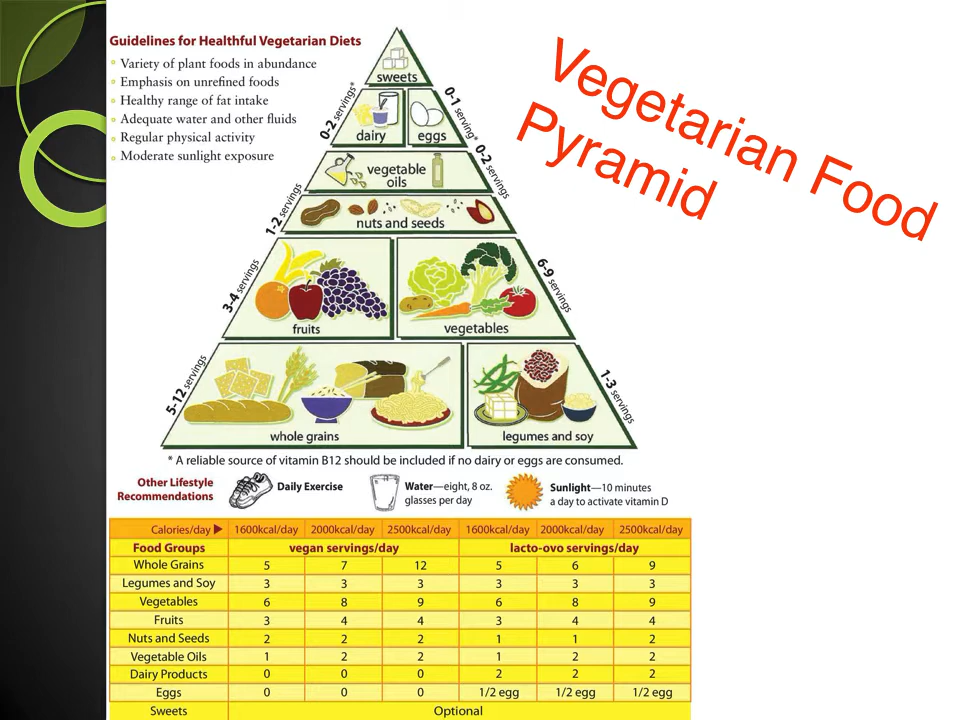 Guidelines for Healthful Vegetarian Diets
Variety of plant foods in abundance
Emphasis on unrefined foods
Healthy range of fat intake
Adequate water and other fluids
Regular physical activity
Moderate sunlight exposure
Vegetarian Food
Pyramid
sweets
0-2 servings*
dairy
eggs
0-1 serving*
vegetable
oils
0-2 servings
1-2 servings
nuts and seeds
3-4 servings
fruits
vegetables
6-9 servings
5-12 servings
whole grains
legumes and soy
1-3 servings
* A reliable source of vitamin B12 should be included if no dairy or eggs are consumed.
Other Lifestyle
Recommendations
Daily Exercise
Water—eight, 8 oz.
glasses per day
Sunlight—10 minutes
a day to activate vitamin D
Calories/day ▶ 1600kcal/day 2000kcal/day 2500kcal/day 1600kcal/day 2000kcal/day 2500kcal/day
Food Groups vegan servings/day lacto-ovo servings/day
Whole Grains 5 7 12 5 6 9
Legumes and Soy 3 3 3 3 3 3
Vegetables 6 8 9 6 8 9
Fruits 3 4 4 3 4 4
Nuts and Seeds 2 2 2 1 1 2
Vegetable Oils 1 2 2 1 2 2
Dairy Products 0 0 0 2 2 2
Eggs 0 0 0 1/2 egg 1/2 egg 1/2 egg
Sweets Optional